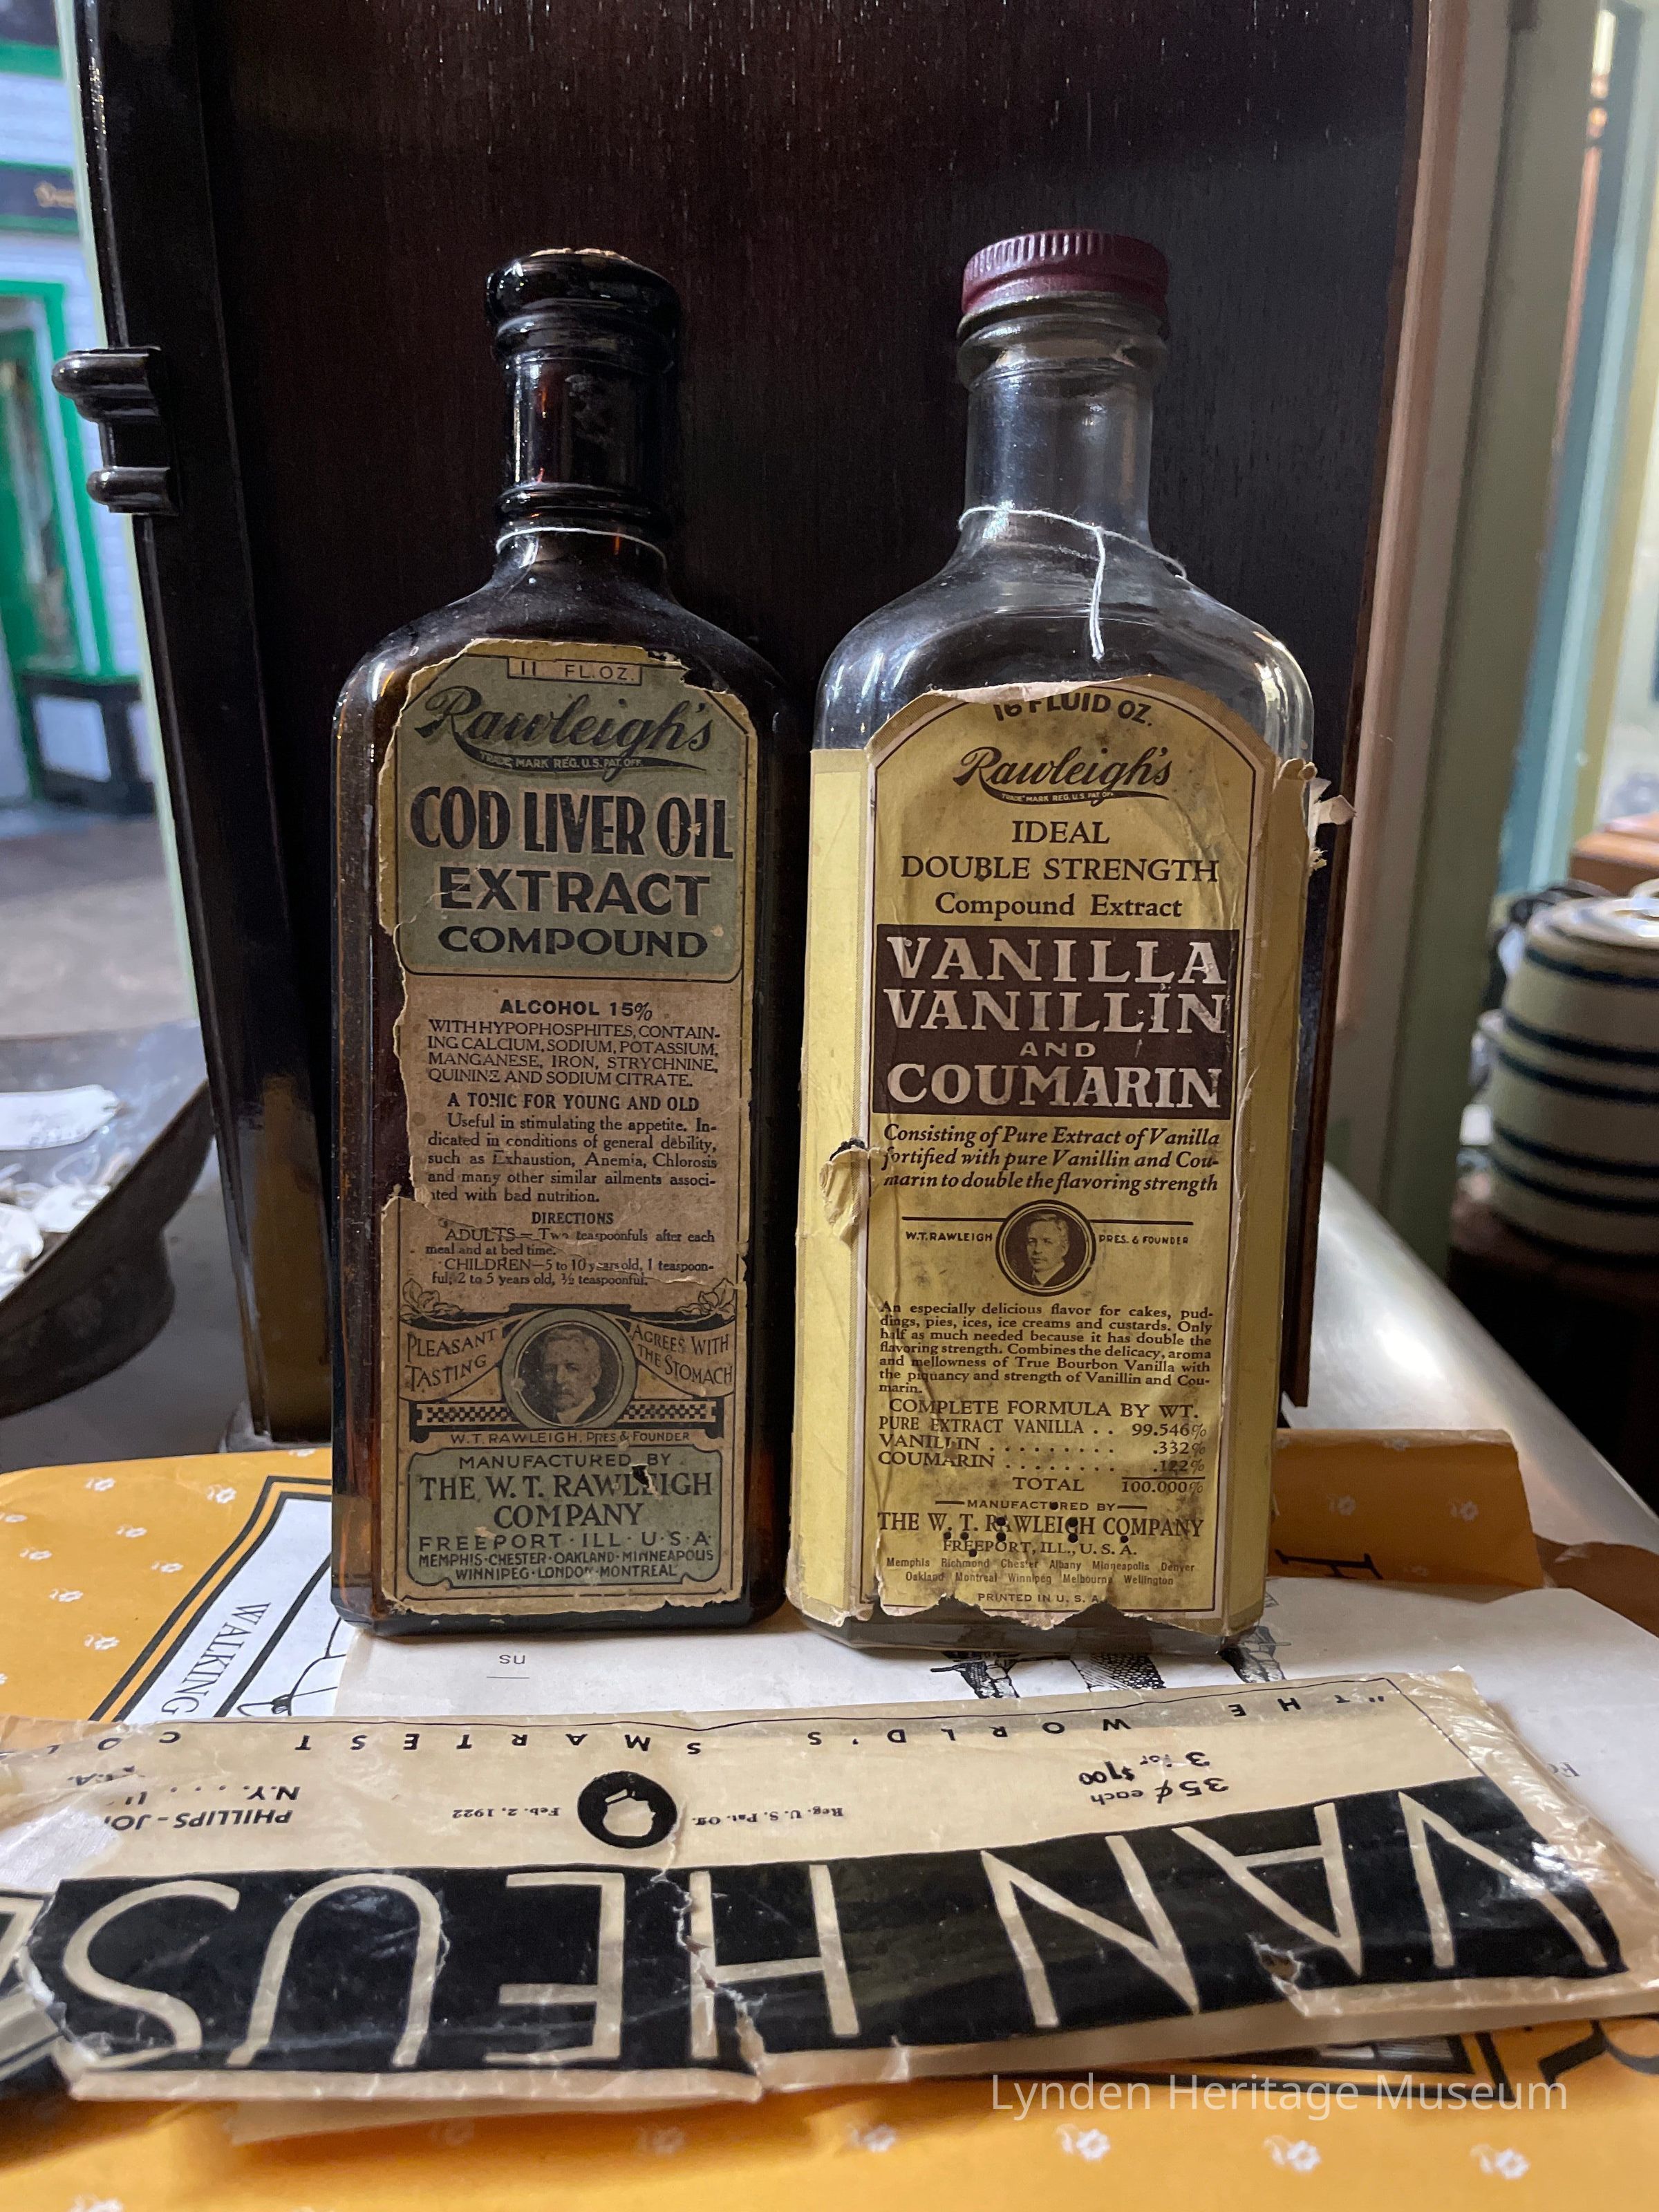 11 FL. OZ.
Rawleigh's
TRADE MARK REG. U.S. PAT. OFF.
COD LIVER OIL
EXTRACT
COMPOUND
ALCOHOL 15%
WITH HYPOPHOSPHITES, CONTAIN-
ING CALCIUM, SODIUM, POTASSIUM,
MANGANESE, IRON, STRYCHNINE,
QUININE AND SODIUM CITRATE.
A TONIC FOR YOUNG AND OLD
Useful in stimulating the appetite. In-
dicated in conditions of general debility,
such as Exhaustion, Anemia, Chlorosis
and many other similar ailments associ-
ated with bad nutrition.
DIRECTIONS
ADULTS—Two teaspoonfuls after each
meal and at bed time.
CHILDREN—5 to 10 years old, 1 teaspoon-
ful, 2 to 5 years old, ½ teaspoonful.
PLEASANT
TASTING
AGREES WITH
THE STOMACH
W. T. RAWLEIGH, PRES & FOUNDER
MANUFACTURED BY
THE W. T. RAWLEIGH
COMPANY
FREEPORT · ILL · U·S·A
MEMPHIS·CHESTER·OAKLAND·MINNEAPOLIS
WINNIPEG·LONDON·MONTREAL
16 FLUID OZ.
Rawleigh's
TRADE MARK REG. U.S. PAT. OFF.
IDEAL
DOUBLE STRENGTH
Compound Extract
VANILLA
VANILLIN
AND
COUMARIN
Consisting of Pure Extract of Vanilla
fortified with pure Vanillin and Cou-
marin to double the flavoring strength
W.T. RAWLEIGH PRES. & FOUNDER
An especially delicious flavor for cakes, pud-
dings, pies, ices, ice creams and custards. Only
half as much needed because it has double the
flavoring strength. Combines the delicacy, aroma
and mellowness of True Bourbon Vanilla with
the piquancy and strength of Vanillin and Cou-
marin.
COMPLETE FORMULA BY WT.
PURE EXTRACT VANILLA . . 99.546%
VANILLIN . . . . . . . . . .332%
COUMARIN . . . . . . . . .122%
TOTAL 100.000%
MANUFACTURED BY
THE W. T. RAWLEIGH COMPANY
FREEPORT, ILL., U. S. A.
Memphis Richmond Chester Albany Minneapolis Denver
Oakland Montreal Winnipeg Melbourne Wellington
PRINTED IN U. S. A.
WALKING
VAN HEUS
35¢ each
3 for $1.00
Reg. U. S. Pat. Off. Feb. 2, 1922
PHILLIPS-JO
N.Y.
"THE WORLD'S SMARTEST COL
Lynden Heritage Museum